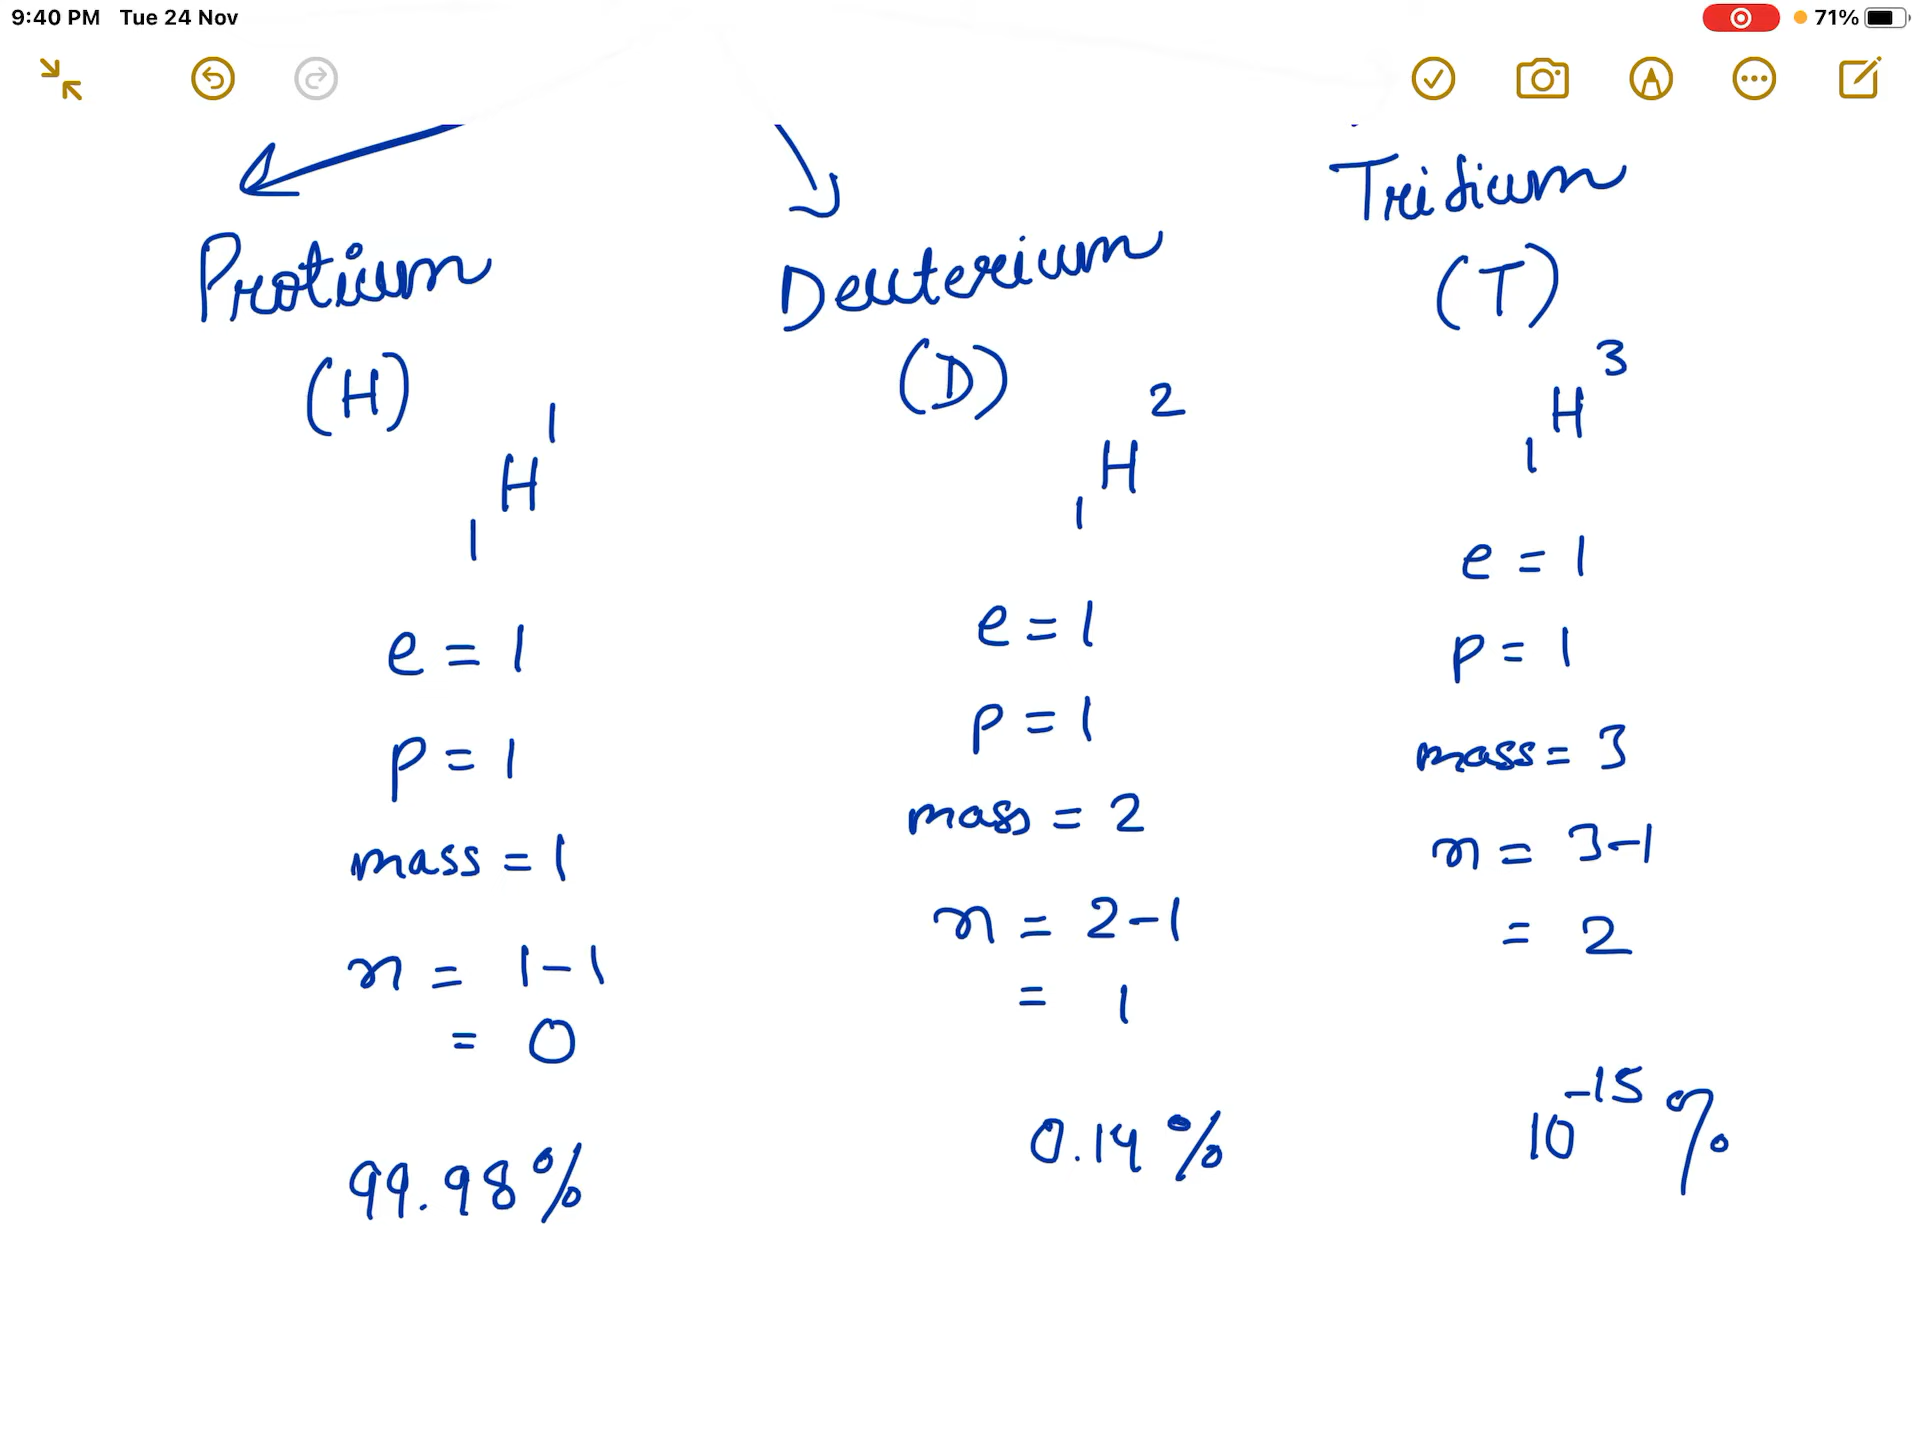 9:40 PM Tue 24 Nov
71%
Protium
(H)
₁H¹
e = 1
p = 1
mass = 1
n = 1-1
= 0
99.98%
Deuterium
(D)
₁H²
e = 1
p = 1
mass = 2
n = 2-1
= 1
0.14%
Tritium
(T)
₁H³
e = 1
p = 1
mass = 3
n = 3-1
= 2
10⁻¹⁵ %